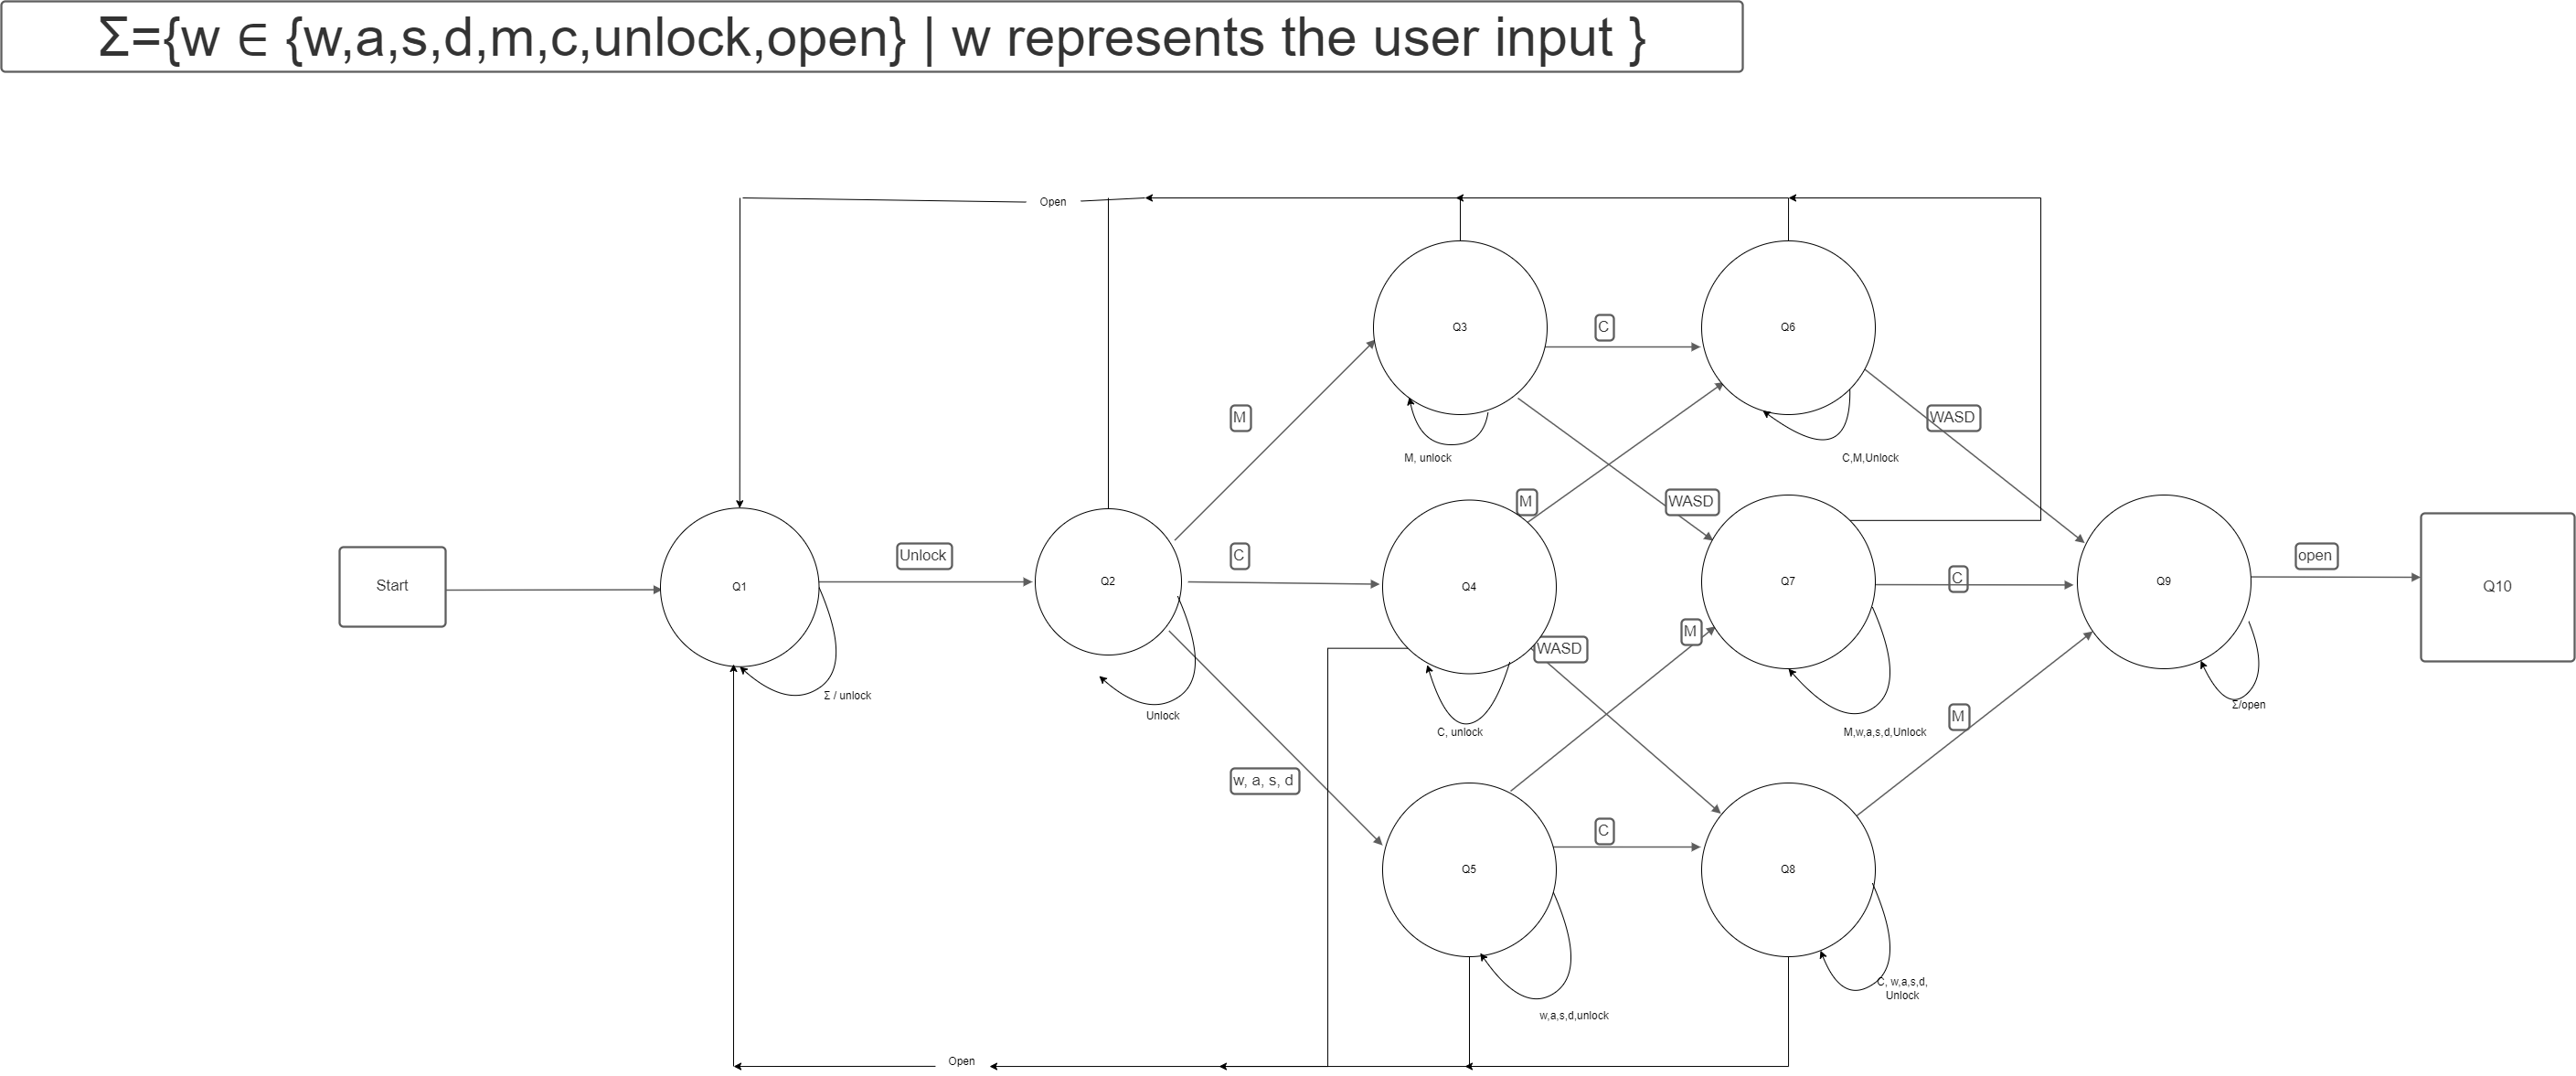 Σ={w ∈ {w,a,s,d,m,c,unlock,open} | w represents the user input }
Open
Q3
C
Q6
M
WASD
M, unlock
C,M,Unlock
M
WASD
Start
Q1
Unlock
Q2
C
Q4
Q7
C
Q9
open
Q10
M
WASD
Σ / unlock
Unlock
C, unlock
M,w,a,s,d,Unlock
M
Σ/open
w, a, s, d
Q5
C
Q8
w,a,s,d,unlock
C, w,a,s,d,
Unlock
Open